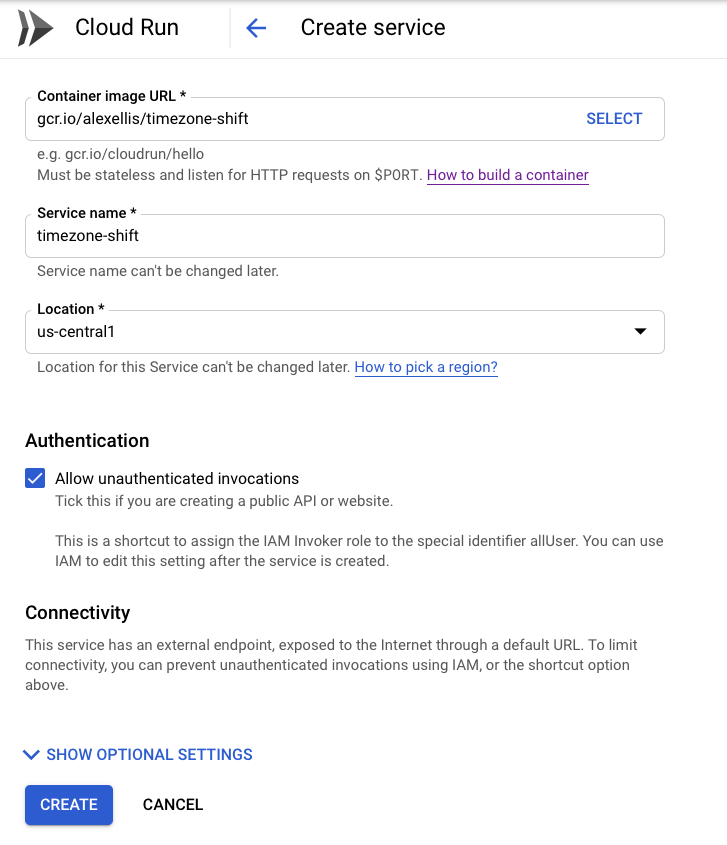 Cloud Run
Create service
Container image URL *
gcr.io/alexellis/timezone-shift
SELECT
e.g. gcr.io/cloudrun/hello
Must be stateless and listen for HTTP requests on $PORT. How to build a container
Service name *
timezone-shift
Service name can't be changed later.
Location *
us-central1
Location for this Service can't be changed later. How to pick a region?
Authentication
Allow unauthenticated invocations
Tick this if you are creating a public API or website.
This is a shortcut to assign the IAM Invoker role to the special identifier allUser. You can use
IAM to edit this setting after the service is created.
Connectivity
This service has an external endpoint, exposed to the Internet through a default URL. To limit
connectivity, you can prevent unauthenticated invocations using IAM, or the shortcut option
above.
SHOW OPTIONAL SETTINGS
CREATE
CANCEL